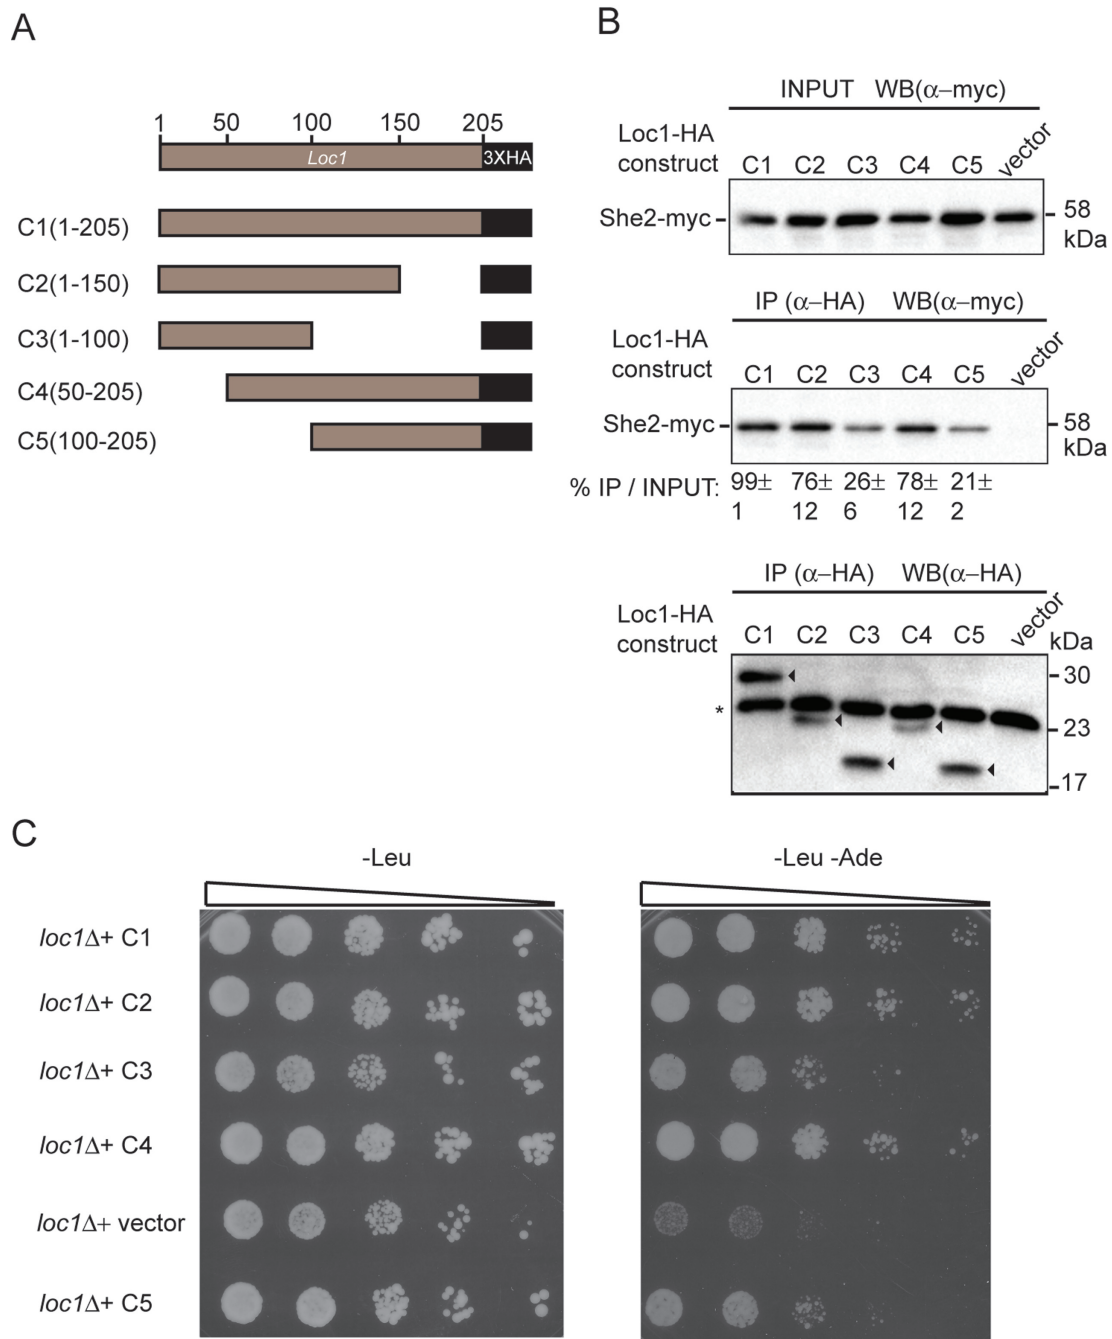 A
1 50 100 150 205
Loc1 3XHA
C1(1-205)
C2(1-150)
C3(1-100)
C4(50-205)
C5(100-205)
B
INPUT WB(α–myc)
Loc1-HA
construct C1 C2 C3 C4 C5 vector
She2-myc 58
kDa
IP (α–HA) WB(α–myc)
Loc1-HA
construct C1 C2 C3 C4 C5 vector
She2-myc 58
kDa
% IP / INPUT: 99± 76± 26± 78± 21±
1 12 6 12 2
IP (α–HA) WB(α–HA)
Loc1-HA
construct C1 C2 C3 C4 C5 vector kDa
30
*
23
17
C
-Leu -Leu -Ade
loc1Δ+ C1
loc1Δ+ C2
loc1Δ+ C3
loc1Δ+ C4
loc1Δ+ vector
loc1Δ+ C5